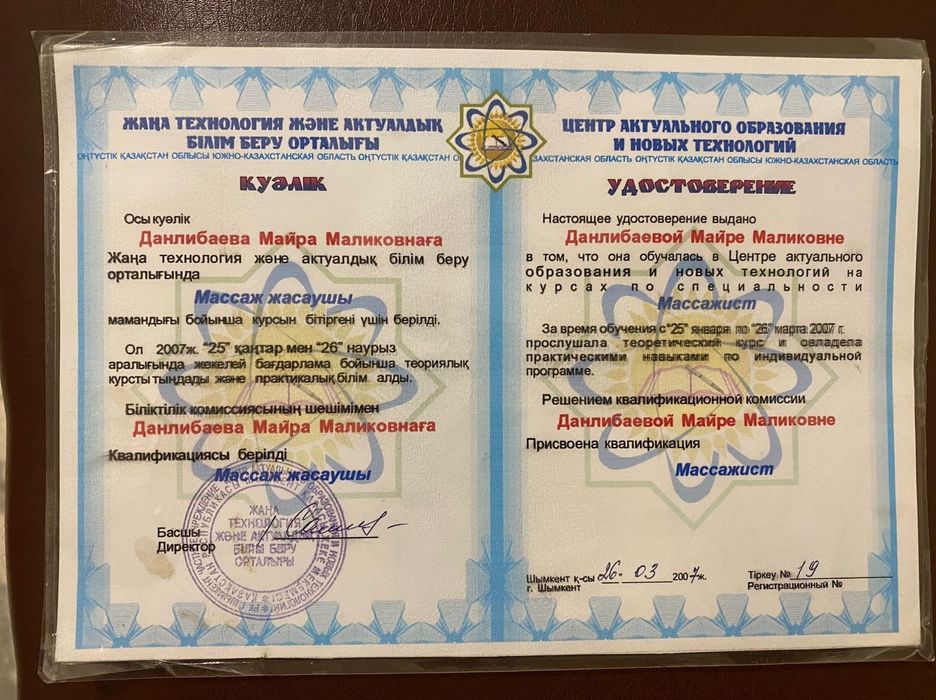 ЖАҢА ТЕХНОЛОГИЯ ЖӘНЕ АКТУАЛДЫҚ
БІЛІМ БЕРУ ОРТАЛЫҒЫ
ОҢТҮСТІК ҚАЗАҚСТАН ОБЛЫСЫ ЮЖНО-КАЗАХСТАНСКАЯ ОБЛАСТЬ ОҢТҮСТІК ҚАЗАҚСТАН О
КУӘЛІК
Осы куәлік
Данлибаева Майра Маликовнаға
Жаңа технология және актуалдық білім беру
орталығында
Массаж жасаушы
мамандығы бойынша курсын бітіргені үшін берілді.
Ол 2007ж. "25" қаңтар мен "26" наурыз
аралығында жекелей бағдарлама бойынша теориялық
курсты тыңдады және практикалық білім алды.
Біліктілік комиссиясының шешімімен
Данлибаева Майра Маликовнаға
Квалификациясы берілді
Массаж жасаушы
Басшы
Директор
ЖАҢА
ТЕХНОЛОГИЯ
ЖӘНЕ АКТУАЛДЫҚ
БІЛІМ БЕРУ
ОРТАЛЫҒЫ
ЦЕНТР АКТУАЛЬНОГО ОБРАЗОВАНИЯ
И НОВЫХ ТЕХНОЛОГИЙ
ЗАХСТАНСКАЯ ОБЛАСТЬ ОҢТҮСТІК ҚАЗАҚСТАН ОБЛЫСЫ ЮЖНО-КАЗАХСТАНСКАЯ ОБЛАСТЬ
УДОСТОВЕРЕНИЕ
Настоящее удостоверение выдано
Данлибаевой Майре Маликовне
в том, что она обучалась в Центре актуального
образования и новых технологий на
курсах по специальности
Массажист
За время обучения с "25" января по "26" марта 2007 г.
прослушала теоретический курс и овладела
практическими навыками по индивидуальной
программе.
Решением квалификационной комиссии
Данлибаевой Майре Маликовне
Присвоена квалификация
Массажист
Шымкент қ-сы 26. 03 2007ж.
г. Шымкент
Тіркеу № 19
Регистрационный №